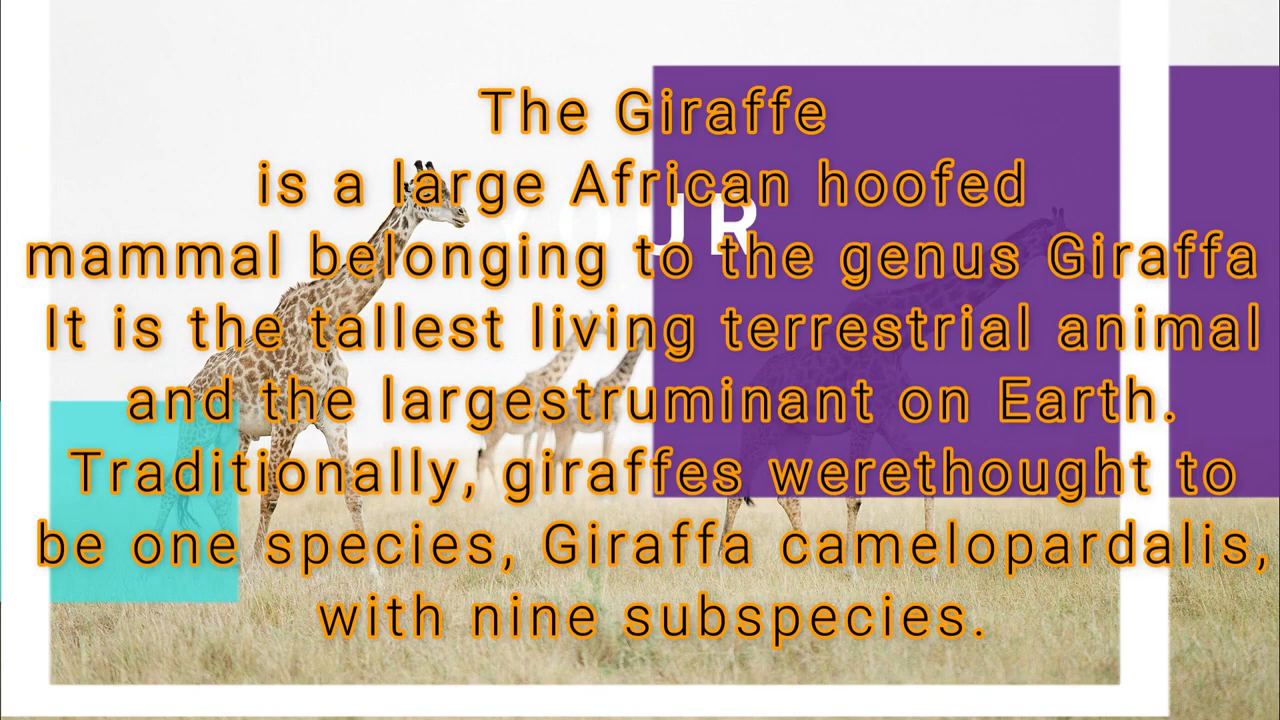 The Giraffe
is a large African hoofed
mammal belonging to the genus Giraffa
It is the tallest living terrestrial animal
and the largestruminant on Earth.
Traditionally, giraffes werethought to
be one species, Giraffa camelopardalis,
with nine subspecies.